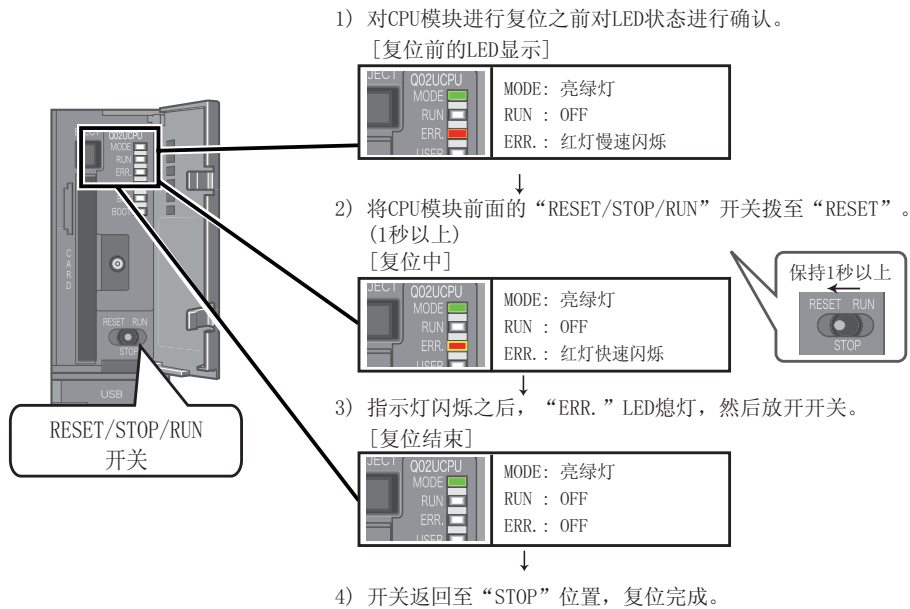 1) 对CPU模块进行复位之前对LED状态进行确认。
[复位前的LED显示]
JECT Q02UCPU
MODE
RUN
ERR.
USER
MODE: 亮绿灯
RUN : OFF
ERR.: 红灯慢速闪烁
↓
2) 将CPU模块前面的“RESET/STOP/RUN”开关拨至“RESET”。
(1秒以上)
[复位中]
JECT Q02UCPU
MODE
RUN
ERR.
USER
MODE: 亮绿灯
RUN : OFF
ERR.: 红灯快速闪烁
保持1秒以上
←
RESET RUN
STOP
↓
3) 指示灯闪烁之后，“ERR.”LED熄灯，然后放开开关。
[复位结束]
JECT Q02UCPU
MODE
RUN
ERR.
USER
MODE: 亮绿灯
RUN : OFF
ERR.: OFF
↓
4) 开关返回至“STOP”位置，复位完成。
Q02UCPU
MODE
RUN
ERR.
BOOT
CARD
RESET RUN
STOP
USB
RESET/STOP/RUN
开关